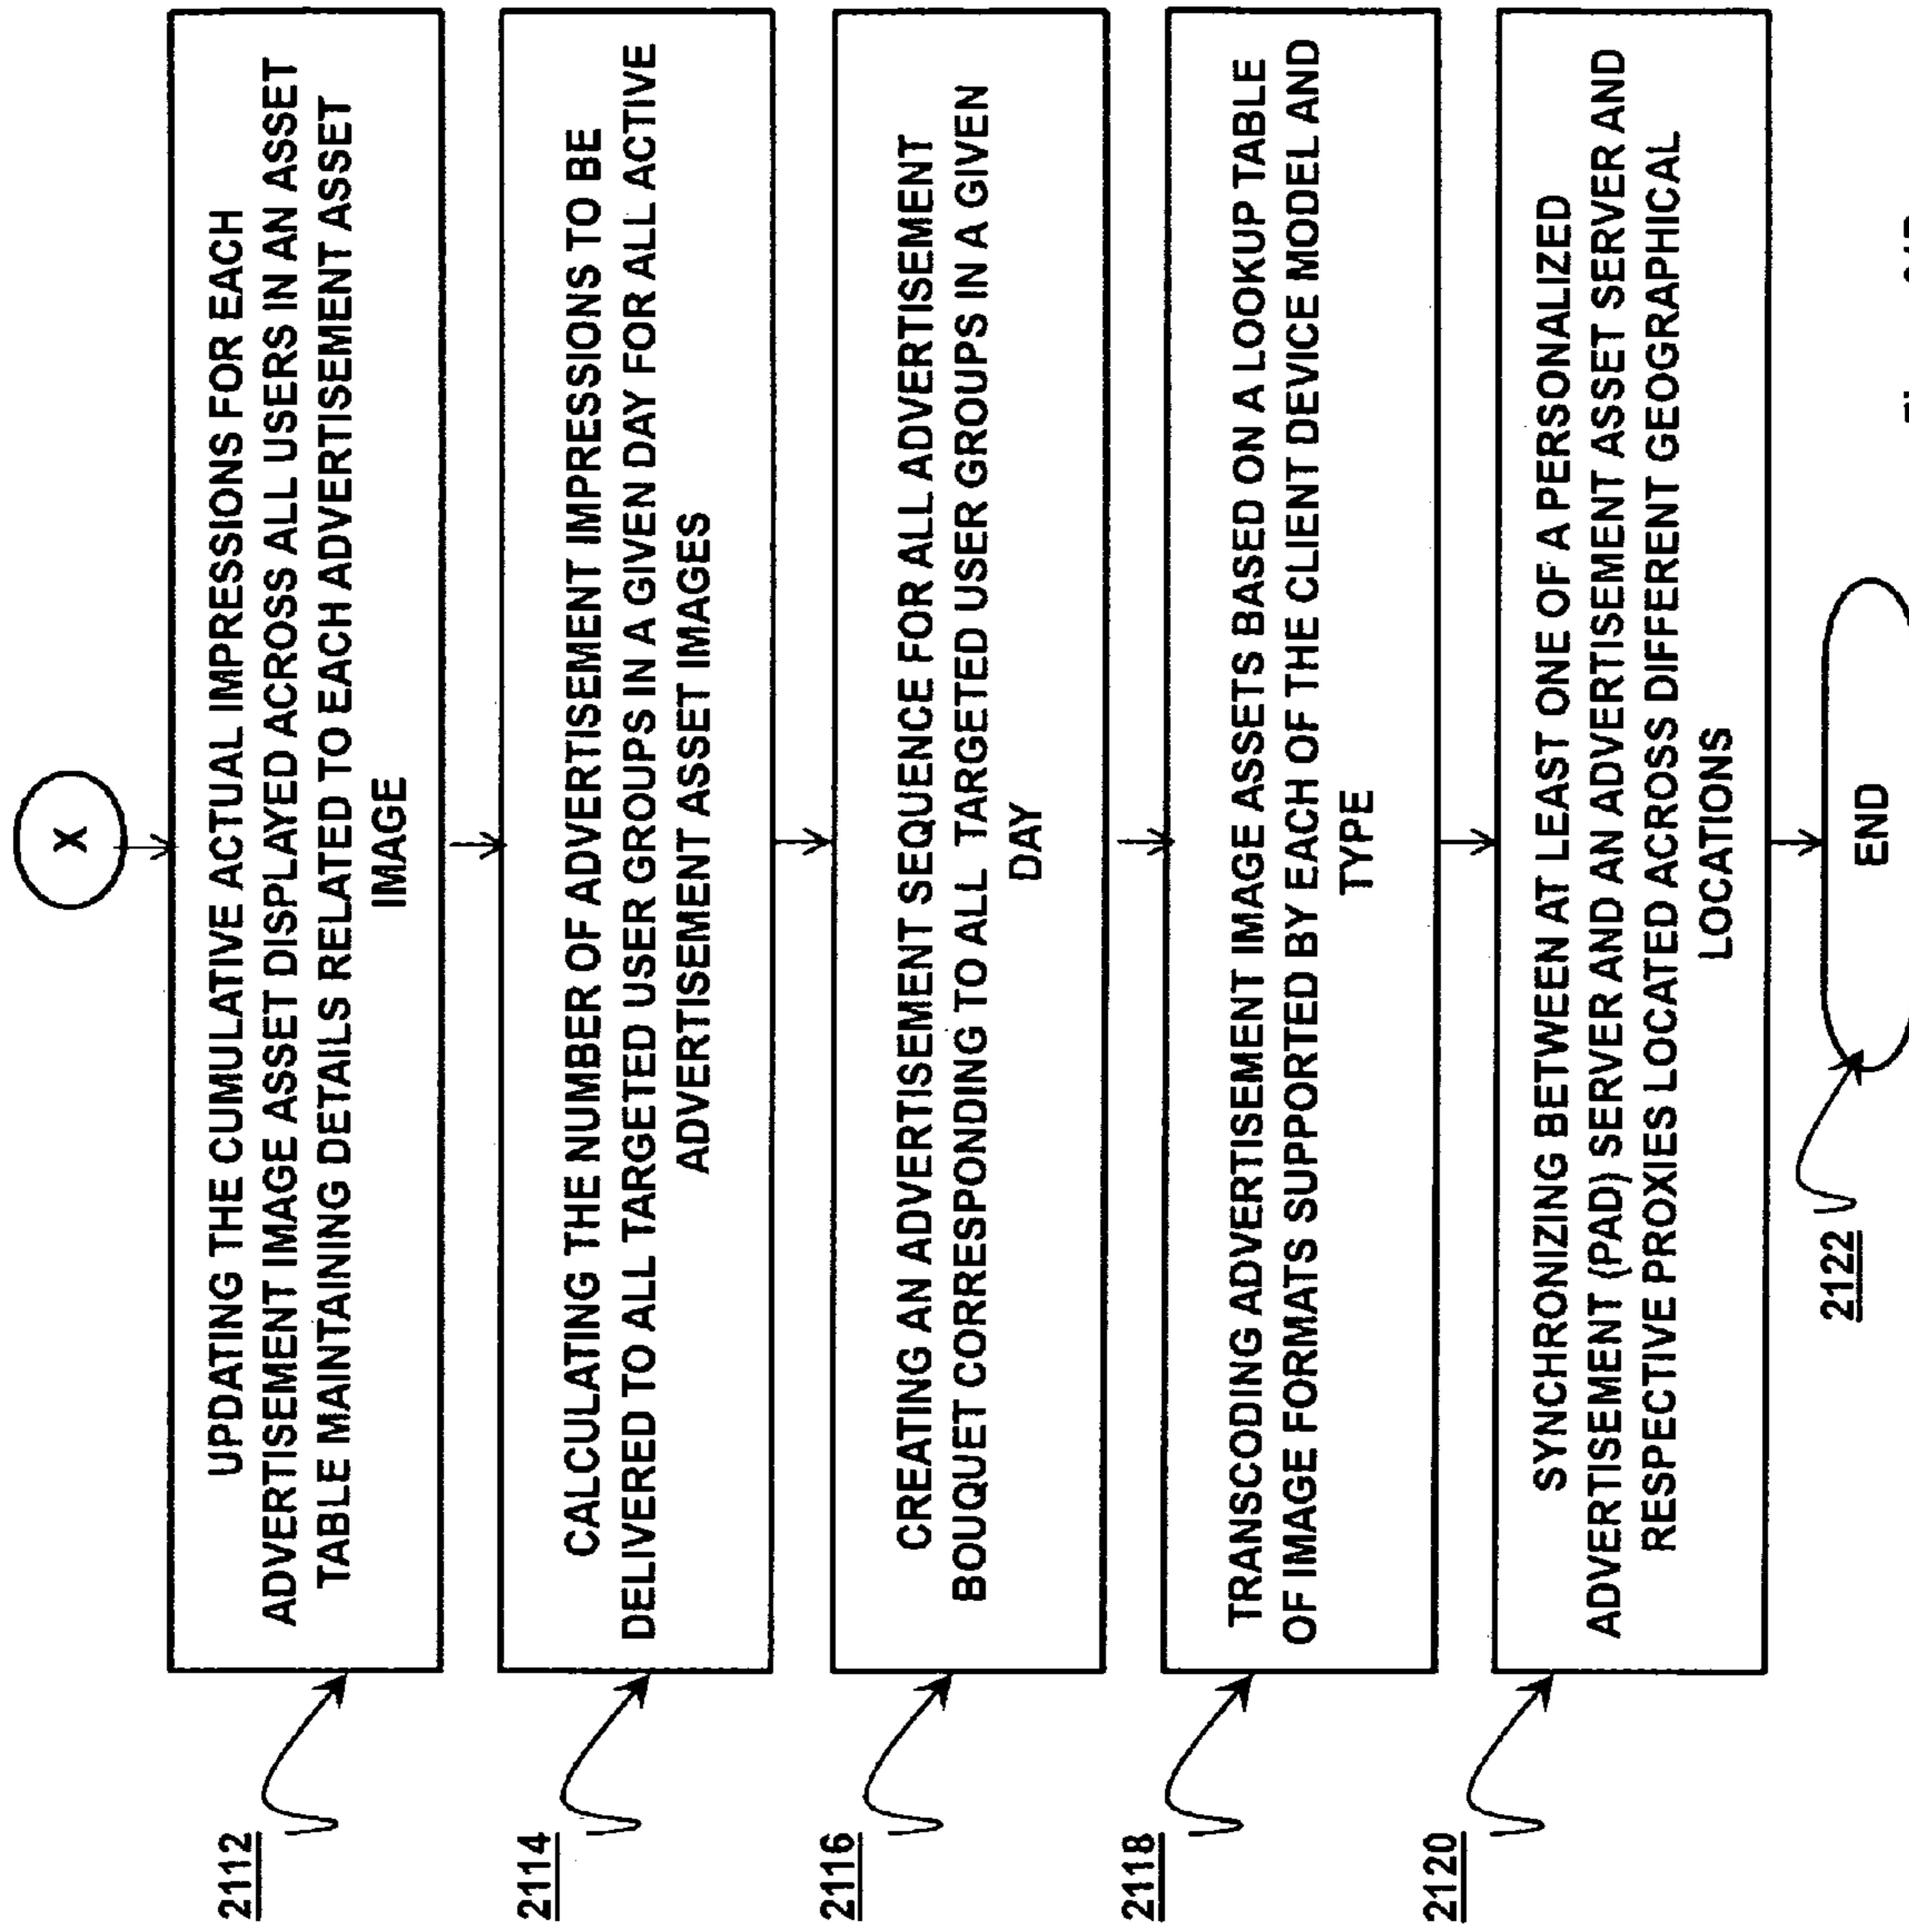 X
2112
UPDATING THE CUMULATIVE ACTUAL IMPRESSIONS FOR EACH
ADVERTISEMENT IMAGE ASSET DISPLAYED ACROSS ALL USERS IN AN ASSET
TABLE MAINTAINING DETAILS RELATED TO EACH ADVERTISEMENT ASSET
IMAGE
2114
CALCULATING THE NUMBER OF ADVERTISEMENT IMPRESSIONS TO BE
DELIVERED TO ALL TARGETED USER GROUPS IN A GIVEN DAY FOR ALL ACTIVE
ADVERTISEMENT ASSET IMAGES
2116
CREATING AN ADVERTISEMENT SEQUENCE FOR ALL ADVERTISEMENT
BOUQUET CORRESPONDING TO ALL TARGETED USER GROUPS IN A GIVEN
DAY
2118
TRANSCODING ADVERTISEMENT IMAGE ASSETS BASED ON A LOOKUP TABLE
OF IMAGE FORMATS SUPPORTED BY EACH OF THE CLIENT DEVICE MODEL AND
TYPE
2120
SYNCHRONIZING BETWEEN AT LEAST ONE OF A PERSONALIZED
ADVERTISEMENT (PAD) SERVER AND AN ADVERTISEMENT ASSET SERVER AND
RESPECTIVE PROXIES LOCATED ACROSS DIFFERENT GEOGRAPHICAL
LOCATIONS
2122
END